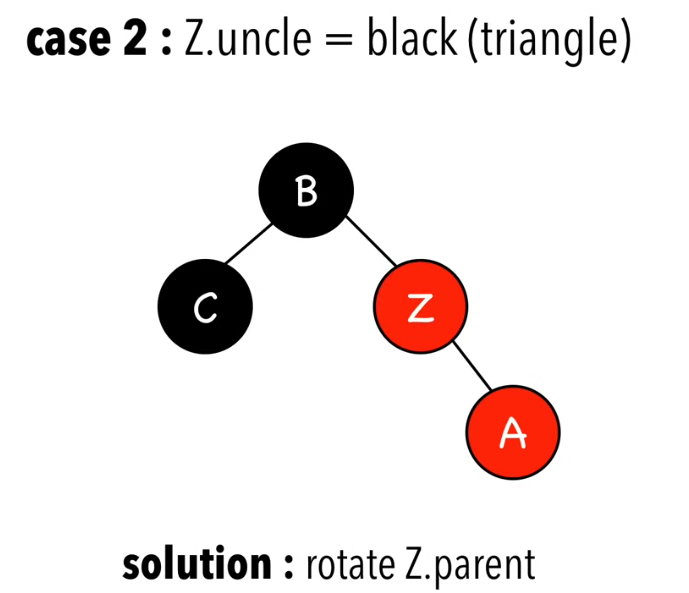 case 2 : Z.uncle = black (triangle)
B
C
Z
A
solution : rotate Z.parent